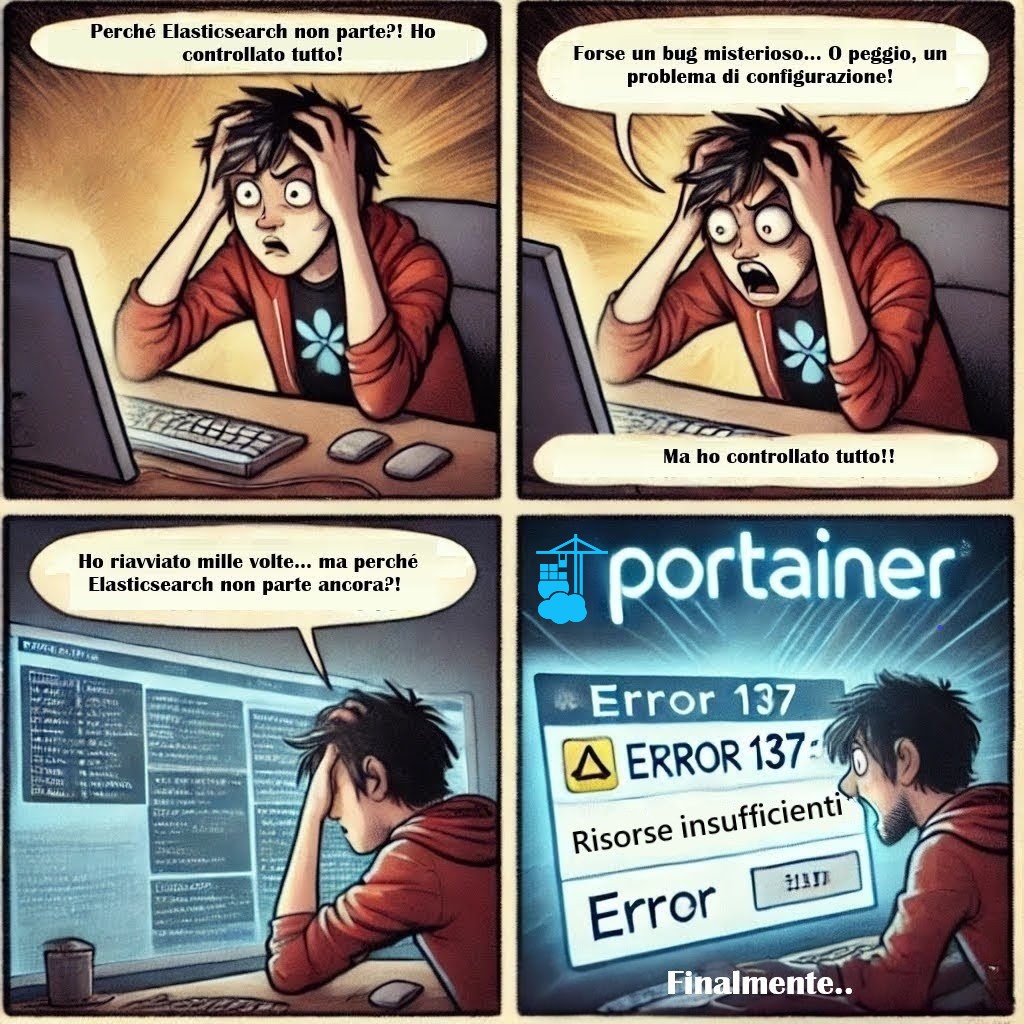 Perché Elasticsearch non parte?! Ho
controllato tutto!
Forse un bug misterioso... O peggio, un
problema di configurazione!
Ma ho controllato tutto!!
Ho riavviato mille volte... ma perché
Elasticsearch non parte ancora?!
portainer
Error 137
ERROR 137
Risorse insufficienti
Error
Finalmente..